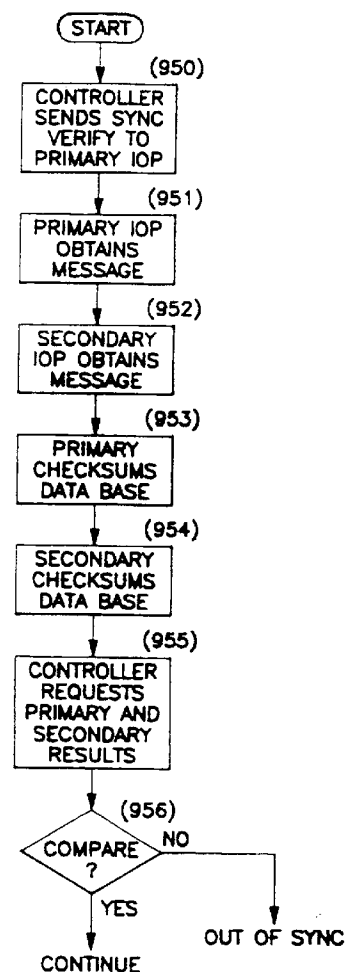 START
(950)
CONTROLLER
SENDS SYNC
VERIFY TO
PRIMARY IOP
(951)
PRIMARY IOP
OBTAINS
MESSAGE
(952)
SECONDARY
IOP OBTAINS
MESSAGE
(953)
PRIMARY
CHECKSUMS
DATA BASE
(954)
SECONDARY
CHECKSUMS
DATA BASE
(955)
CONTROLLER
REQUESTS
PRIMARY AND
SECONDARY
RESULTS
(956)
COMPARE
?
NO
YES
OUT OF SYNC
CONTINUE